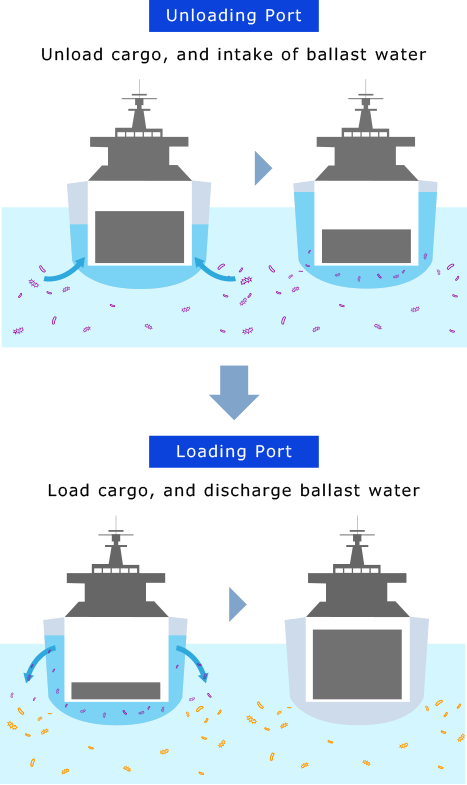 Unloading Port
Unload cargo, and intake of ballast water
Loading Port
Load cargo, and discharge ballast water